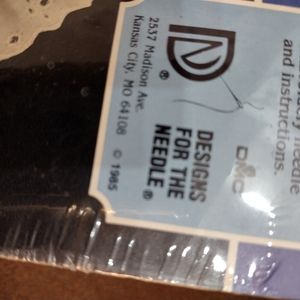 needle
and instructions.
DMC
DESIGNS
FOR THE
NEEDLE®
2537 Madison Ave.
Kansas City, MO 64108
© 1985